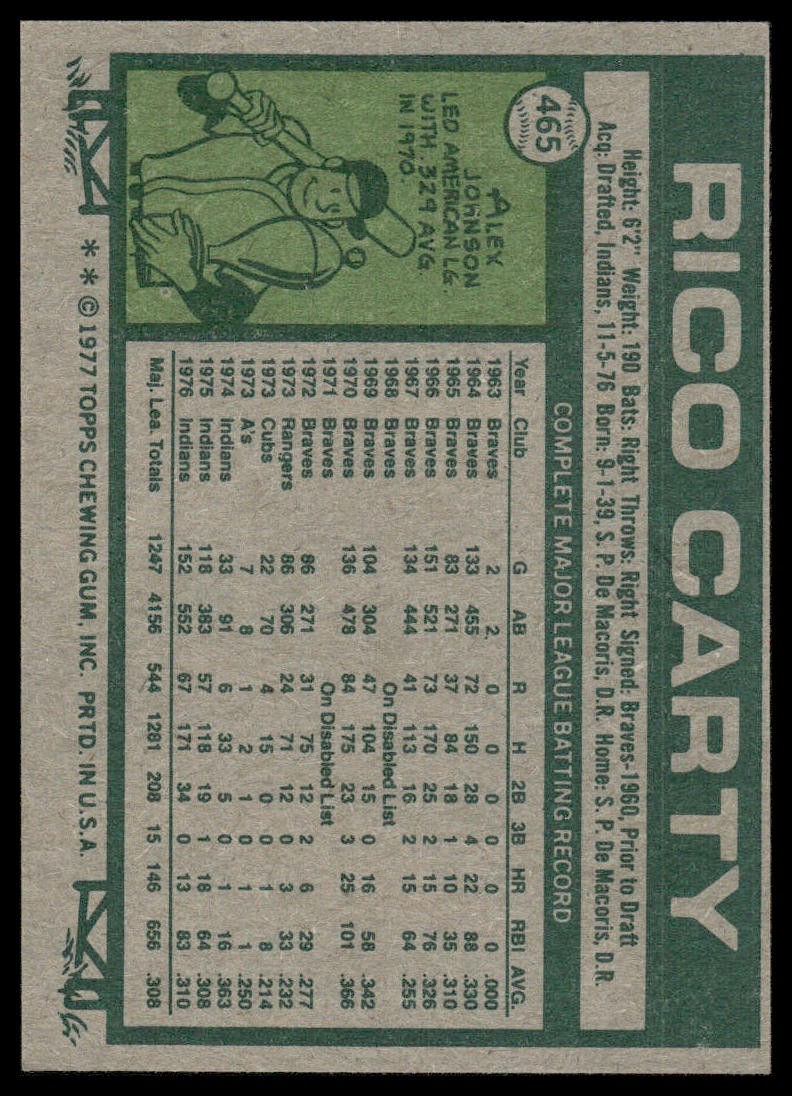 465
RICO CARTY
Height: 6'2" Weight: 190 Bats: Right Throws: Right Signed: Braves-1960, Prior to Draft
Acq: Drafted, Indians, 11-5-76 Born: 9-1-39, S. P. De Macoris, D.R. Home: S. P. De Macoris, D.R.
COMPLETE MAJOR LEAGUE BATTING RECORD
Year Club G AB R H 2B 3B HR RBI AVG.
1963 Braves 2 2 0 0 0 0 0 0 .000
1964 Braves 133 455 72 150 28 4 22 88 .330
1965 Braves 83 271 37 84 18 1 10 35 .310
1966 Braves 151 521 73 170 25 2 15 76 .326
1967 Braves 134 444 41 113 16 2 15 64 .255
1968 Braves On Disabled List
1969 Braves 104 304 47 104 15 0 16 58 .342
1970 Braves 136 478 84 175 23 3 25 101 .366
1971 Braves On Disabled List
1972 Braves 86 271 31 75 12 2 6 29 .277
1973 Rangers 86 306 24 71 12 0 3 33 .232
1973 Cubs 22 70 4 15 0 0 1 8 .214
1973 A's 7 8 1 2 1 0 1 1 .250
1974 Indians 33 91 6 33 5 0 1 16 .363
1975 Indians 118 383 57 118 19 1 18 64 .308
1976 Indians 152 552 67 171 34 0 13 83 .310
Maj. Lea. Totals 1247 4156 544 1281 208 15 146 656 .308
ALEX
JOHNSON
LED AMERICAN LG.
WITH .329 AVG.
IN 1970.
* * © 1977 TOPPS CHEWING GUM, INC. PRTD. IN U.S.A.